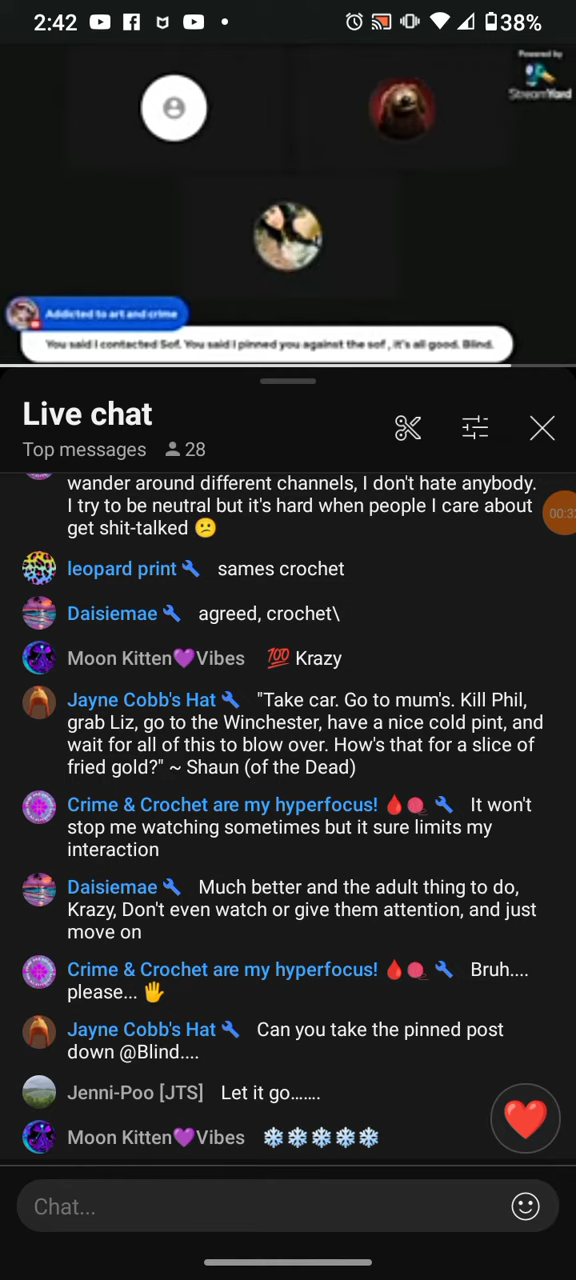 2:42
38%
Powered by
StreamYard
Addicted to art and crime
You said I contacted Sof. You said I pinned you against the sof , it's all good. Blind.
Live chat
Top messages 28
wander around different channels, I don't hate anybody.
I try to be neutral but it's hard when people I care about
get shit-talked 😕
00:3
leopard print🔧 sames crochet
Daisiemae 🔧 agreed, crochet\
Moon Kitten💜Vibes 💯 Krazy
Jayne Cobb's Hat 🔧 "Take car. Go to mum's. Kill Phil,
grab Liz, go to the Winchester, have a nice cold pint, and
wait for all of this to blow over. How's that for a slice of
fried gold?" ~ Shaun (of the Dead)
Crime & Crochet are my hyperfocus! 🩸🧶 🔧 It won't
stop me watching sometimes but it sure limits my
interaction
Daisiemae 🔧 Much better and the adult thing to do,
Krazy, Don't even watch or give them attention, and just
move on
Crime & Crochet are my hyperfocus! 🩸🧶 🔧 Bruh....
please... 🖐
Jayne Cobb's Hat 🔧 Can you take the pinned post
down @Blind....
Jenni-Poo [JTS] Let it go.......
Moon Kitten💜Vibes ❄❄❄❄❄
Chat...